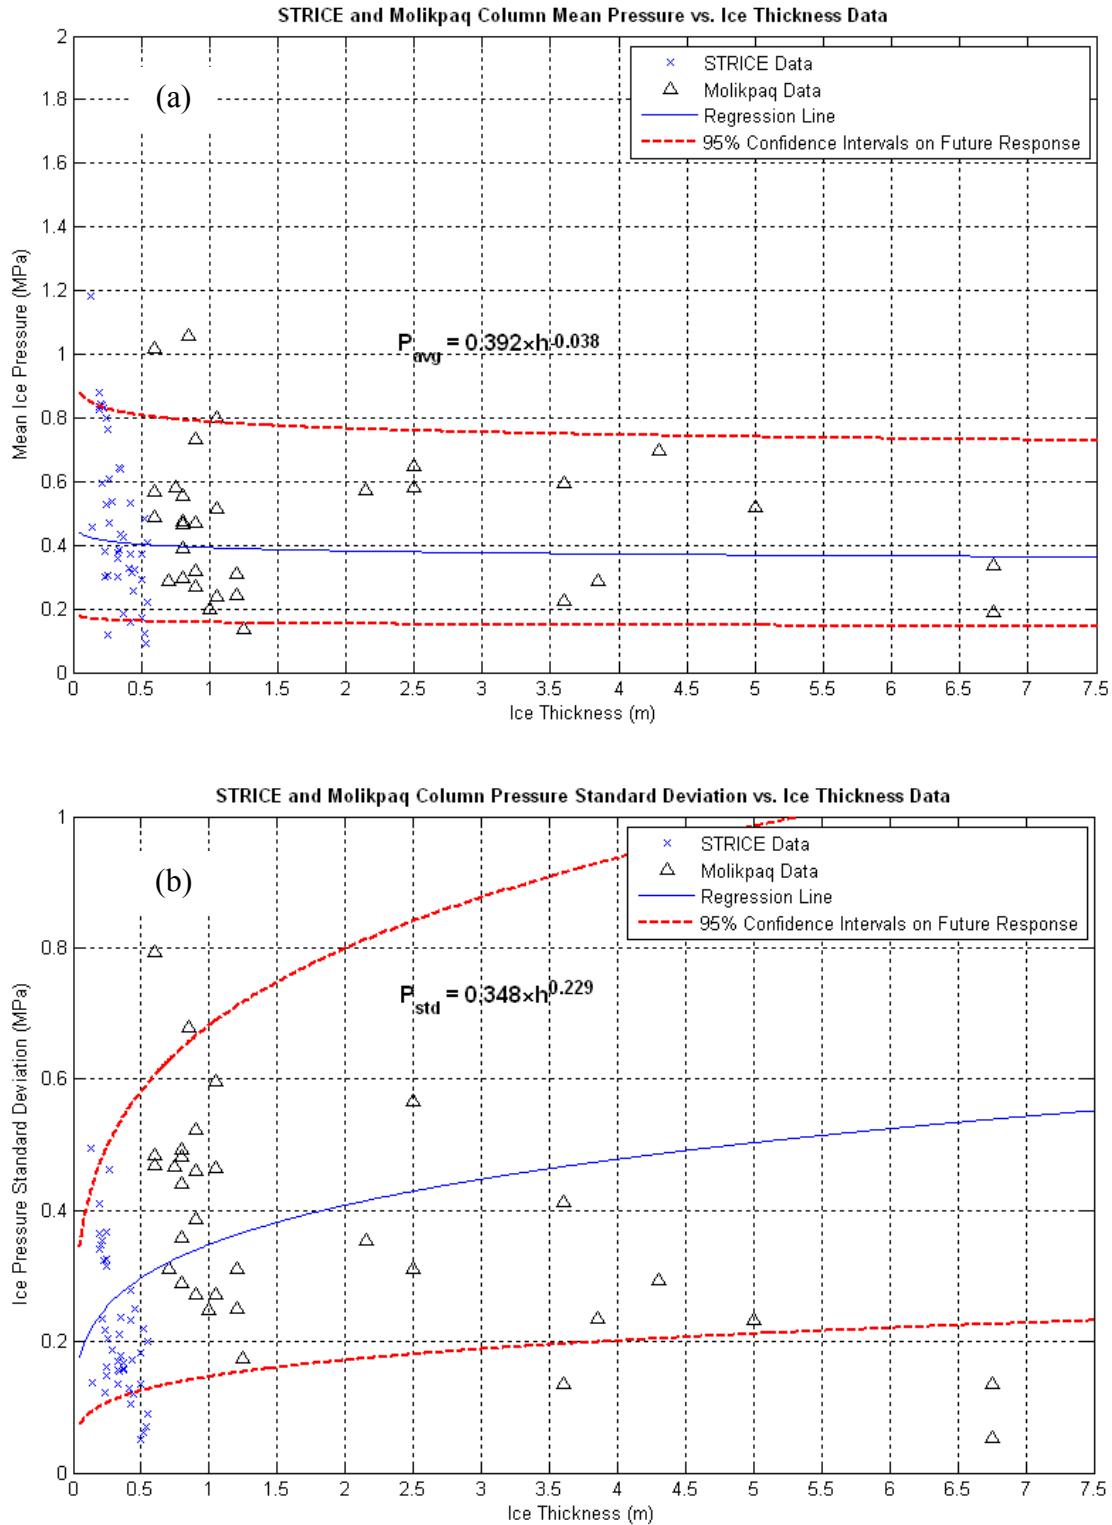 STRICE and Molikpaq Column Mean Pressure vs. Ice Thickness Data
(a)
STRICE Data
Molikpaq Data
Regression Line
95% Confidence Intervals on Future Response
2
1.8
1.6
1.4
1.2
1
0.8
0.6
0.4
0.2
0
Mean Ice Pressure (MPa)
Pavg = 0.392×h-0.038
0 0.5 1 1.5 2 2.5 3 3.5 4 4.5 5 5.5 6 6.5 7 7.5
Ice Thickness (m)
STRICE and Molikpaq Column Pressure Standard Deviation vs. Ice Thickness Data
(b)
STRICE Data
Molikpaq Data
Regression Line
95% Confidence Intervals on Future Response
1
0.8
0.6
0.4
0.2
0
Ice Pressure Standard Deviation (MPa)
Pstd = 0.348×h0.229
0 0.5 1 1.5 2 2.5 3 3.5 4 4.5 5 5.5 6 6.5 7 7.5
Ice Thickness (m)